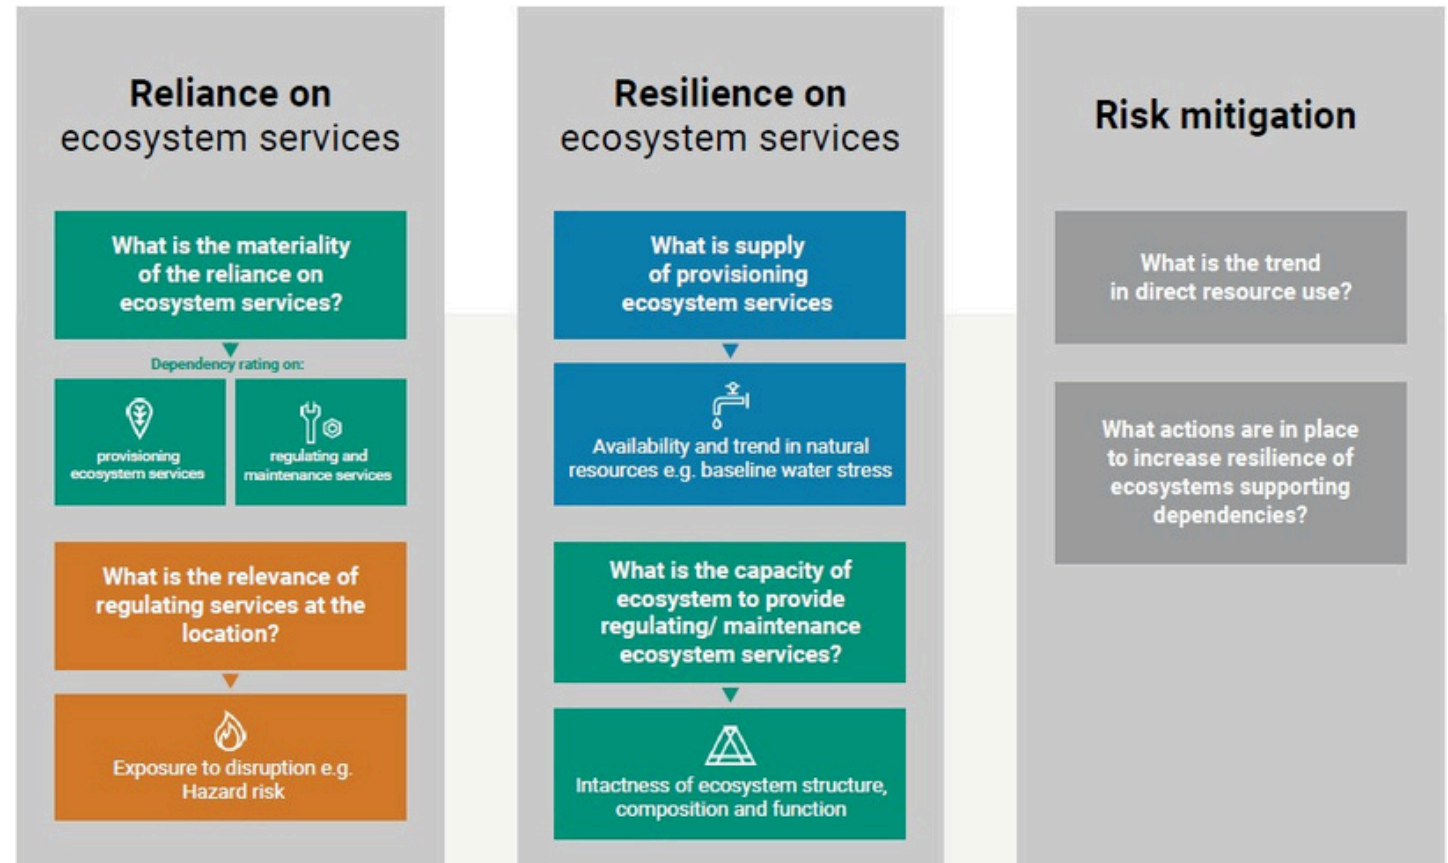 Reliance on
ecosystem services
What is the materiality
of the reliance on
ecosystem services?
Dependency rating on:
provisioning
ecosystem services
regulating and
maintenance services
What is the relevance of
regulating services at the
location?
Exposure to disruption e.g.
Hazard risk
Resilience on
ecosystem services
What is supply
of provisioning
ecosystem services
Availability and trend in natural
resources e.g. baseline water stress
What is the capacity of
ecosystem to provide
regulating/ maintenance
ecosystem services?
Intactness of ecosystem structure,
composition and function
Risk mitigation
What is the trend
in direct resource use?
What actions are in place
to increase resilience of
ecosystems supporting
dependencies?